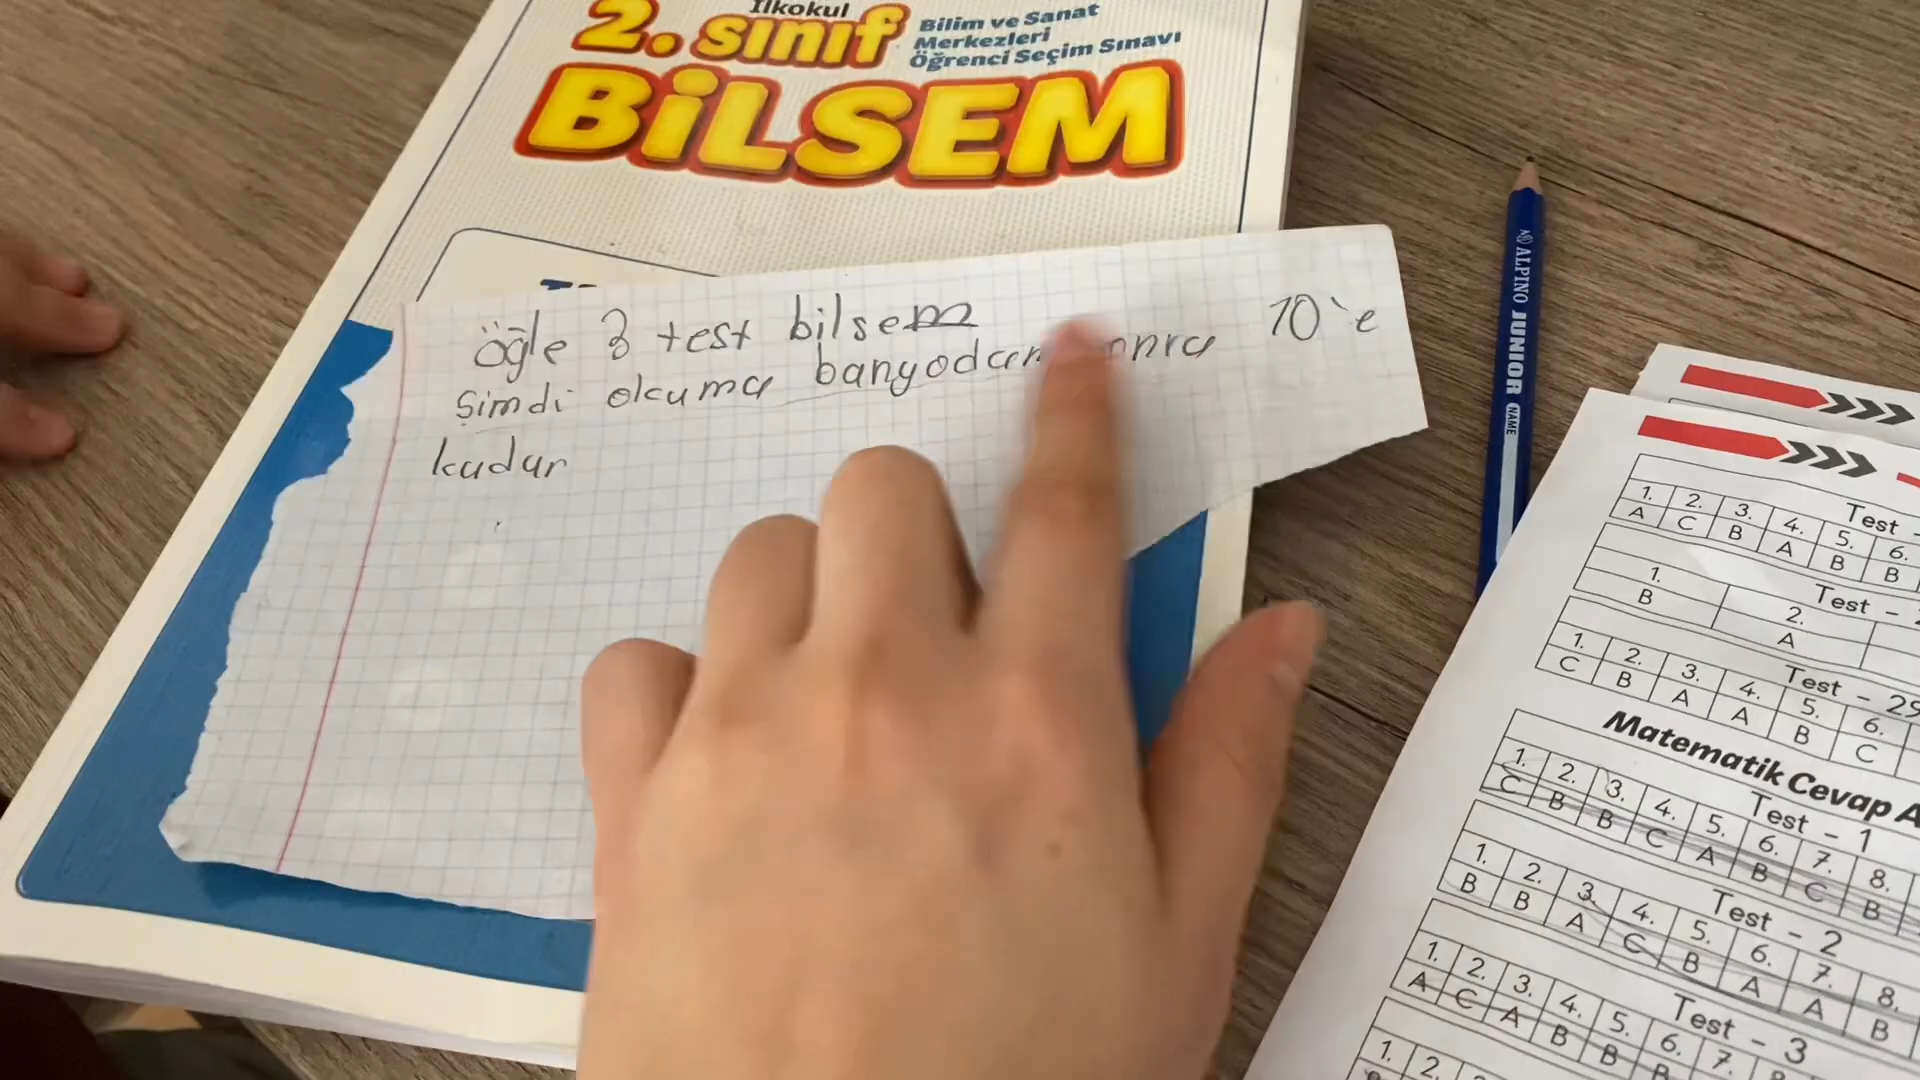 İlkokul
2. sınıf
Bilim ve Sanat
Merkezleri
Öğrenci Seçim Sınavı
BİLSEM
öğle 3 test bilsem
Şimdi okuma banyodan sonra 10'e
kadar
ALPINO JUNIOR NAME
Test -
1. 2. 3. 4. 5. 6.
A C B A B B
Test -
1. 2.
B A
Test - 29
1. 2. 3. 4. 5. 6.
C B A A B C
Matematik Cevap A
Test - 1
1. 2. 3. 4. 5. 6. 7. 8.
C B B C A B C B
Test - 2
1. 2. 3. 4. 5. 6. 7. 8.
B B A C B A A B
Test - 3
1. 2. 3. 4. 5. 6. 7.
A C A B B
1. 2.